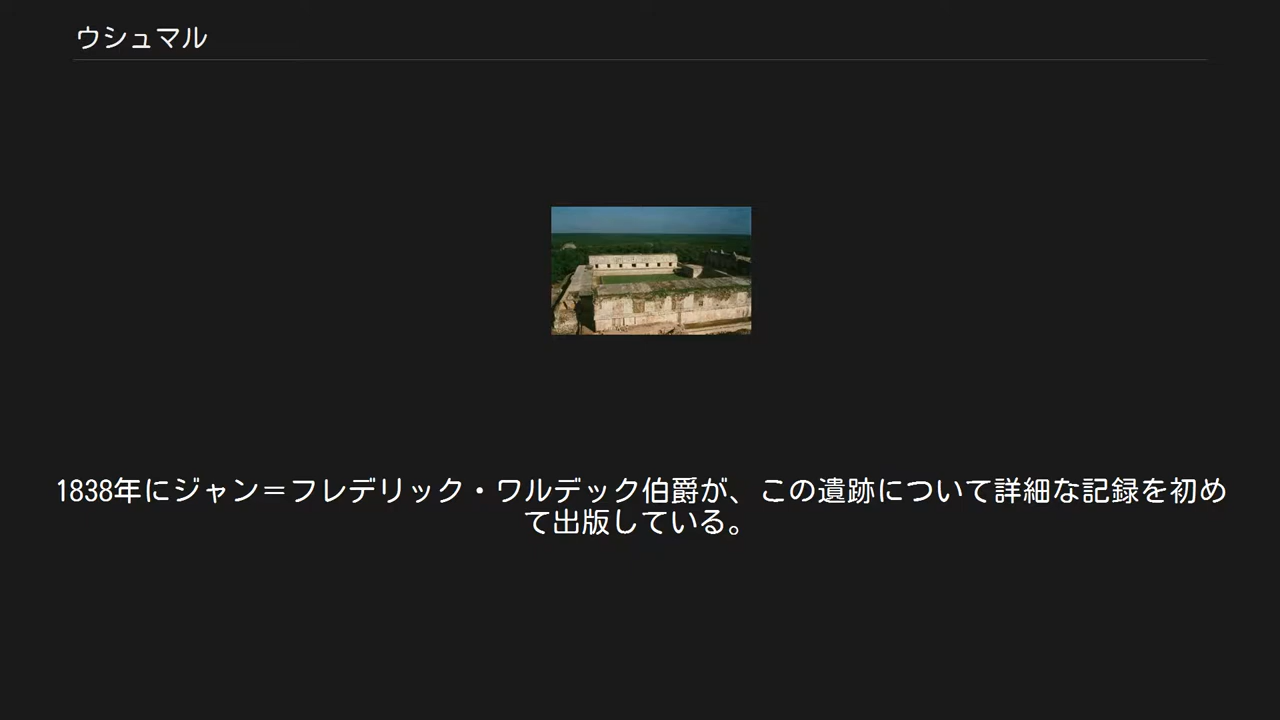 ウシュマル
1838年にジャン＝フレデリック・ワルデック伯爵が、この遺跡について詳細な記録を初め
て出版している。